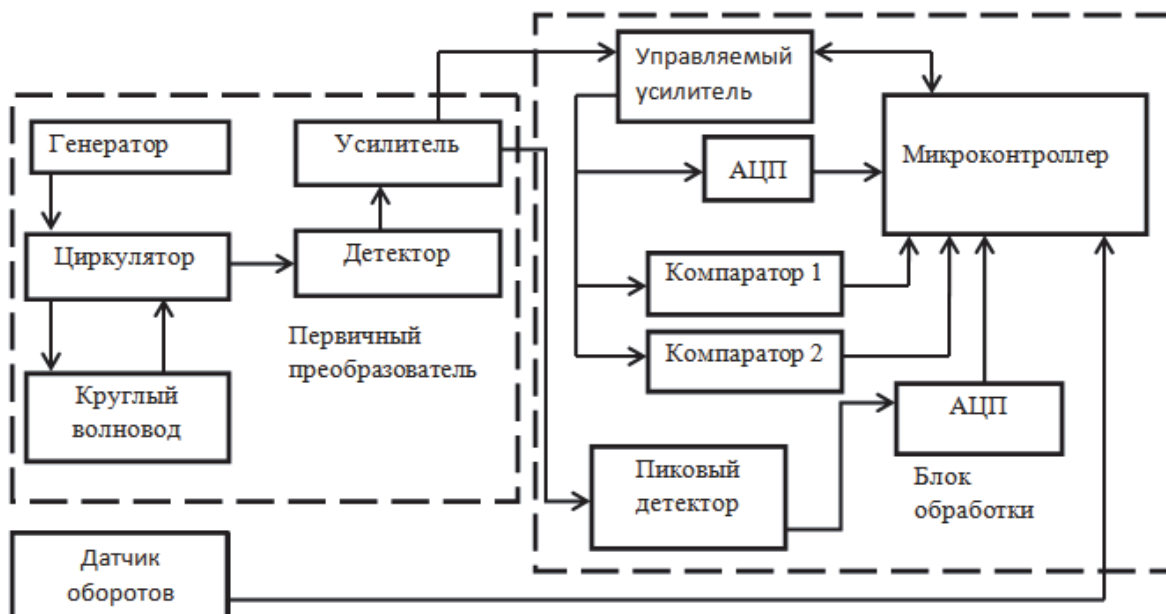 Управляемый
усилитель
Генератор
Усилитель
АЦП
Микроконтроллер
Циркулятор
Детектор
Компаратор 1
Первичный
преобразователь
Компаратор 2
Круглый
волновод
АЦП
Пиковый
детектор
Блок
обработки
Датчик
оборотов